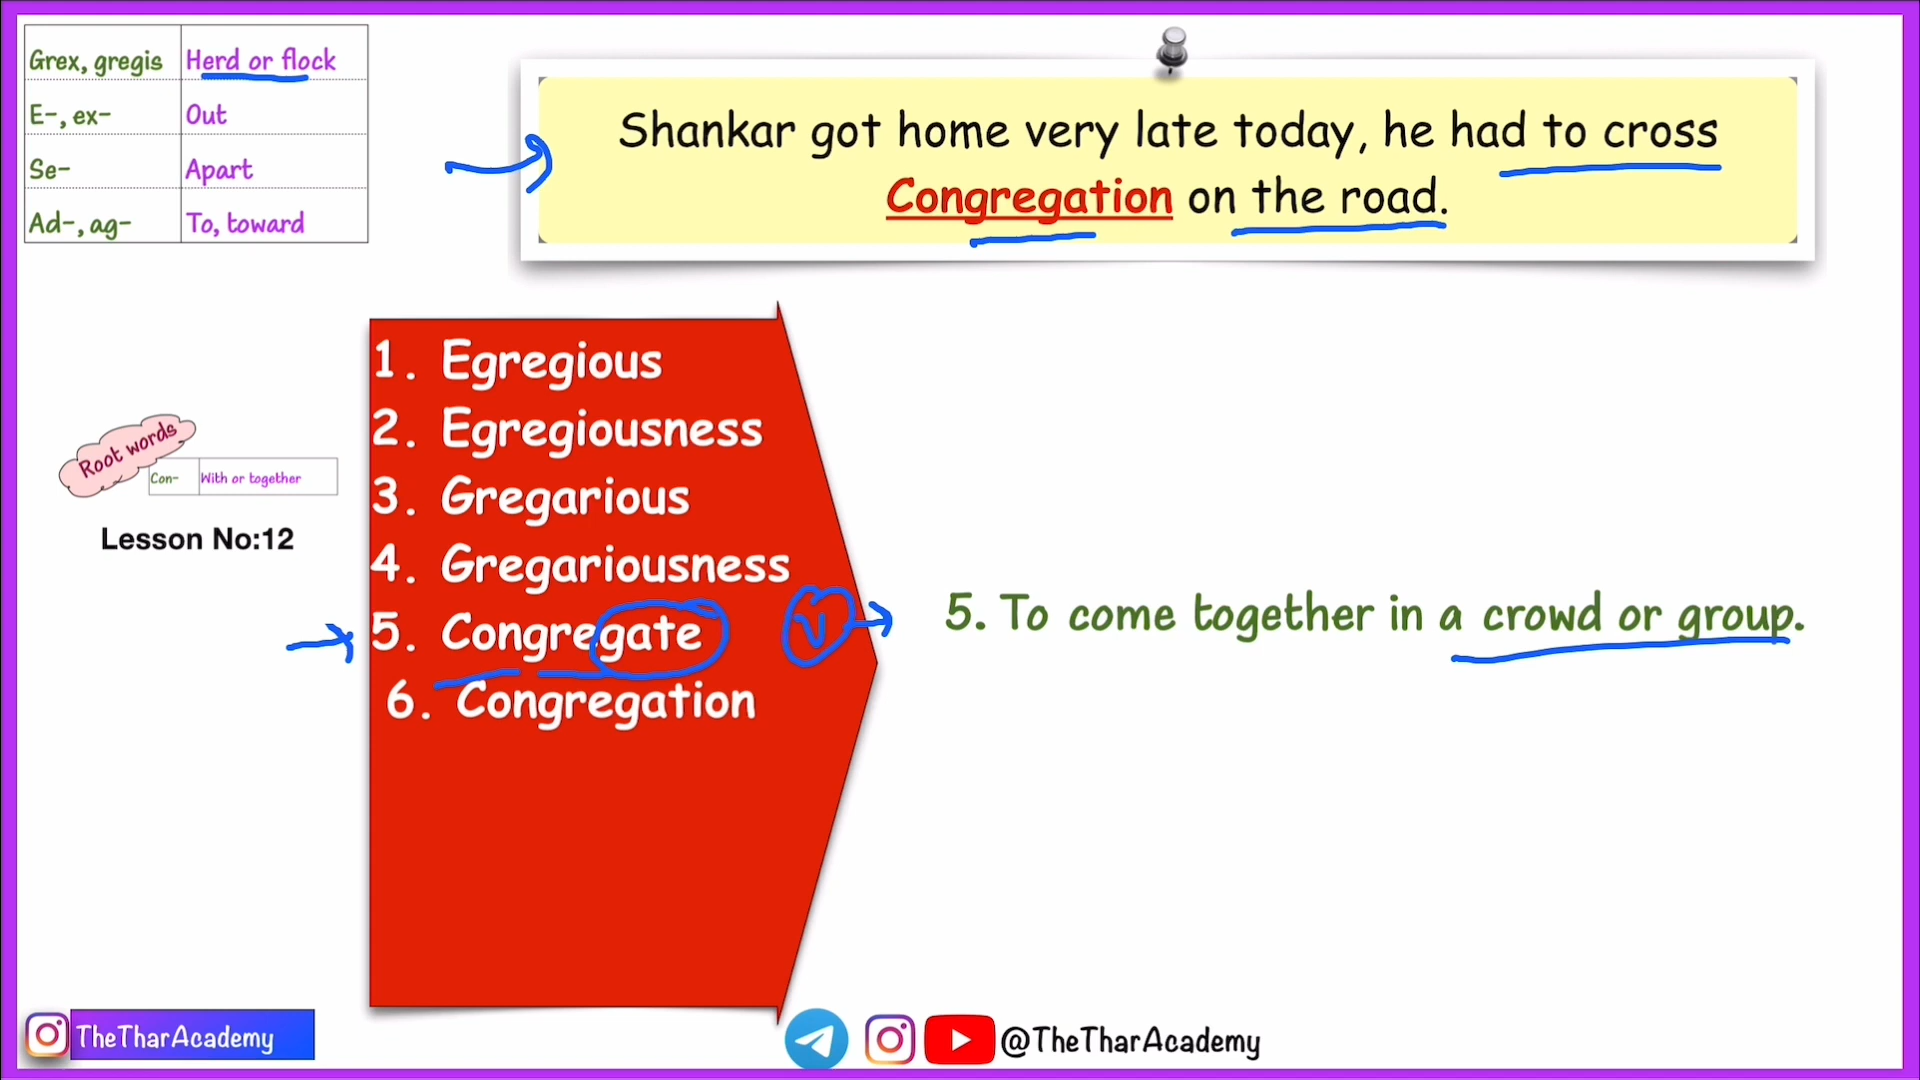 Grex, gregis Herd or flock
E-, ex- Out
Se- Apart
Ad-, ag- To, toward
Shankar got home very late today, he had to cross
Congregation on the road.
1. Egregious
2. Egregiousness
3. Gregarious
4. Gregariousness
5. Congregate
6. Congregation
V
Root words
Con- With or together
Lesson No:12
5. To come together in a crowd or group.
TheTharAcademy
@TheTharAcademy